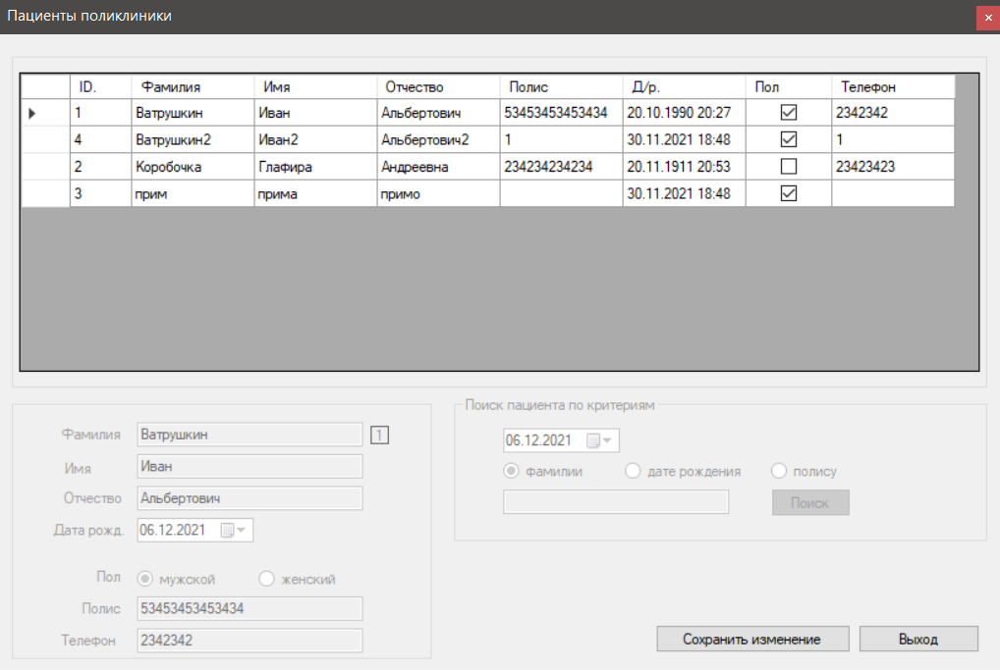 Пациенты поликлиники
ID. Фамилия Имя Отчество Полис Д/р. Пол Телефон
1 Ватрушкин Иван Альбертович 53453453453434 20.10.1990 20:27 2342342
4 Ватрушкин2 Иван2 Альбертович2 1 30.11.2021 18:48 1
2 Коробочка Глафира Андреевна 234234234234 20.11.1911 20:53 23423423
3 прим прима примо 30.11.2021 18:48
Фамилия Ватрушкин 1
Имя Иван
Отчество Альбертович
Дата рожд. 06.12.2021
Пол мужской женский
Полис 53453453453434
Телефон 2342342
Поиск пациента по критериям
06.12.2021
фамилии дате рождения полису
Поиск
Сохранить изменение Выход